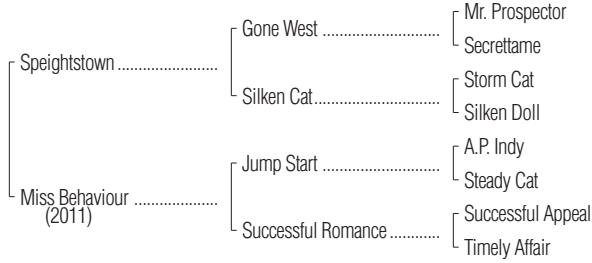 Mr. Prospector
Gone West ........................
Secrettame
Speightstown ........................
Storm Cat
Silken Cat..............................
Silken Doll
A.P. Indy
Jump Start ........................
Steady Cat
Miss Behaviour ....................
(2011)
Successful Appeal
Successful Romance ............
Timely Affair